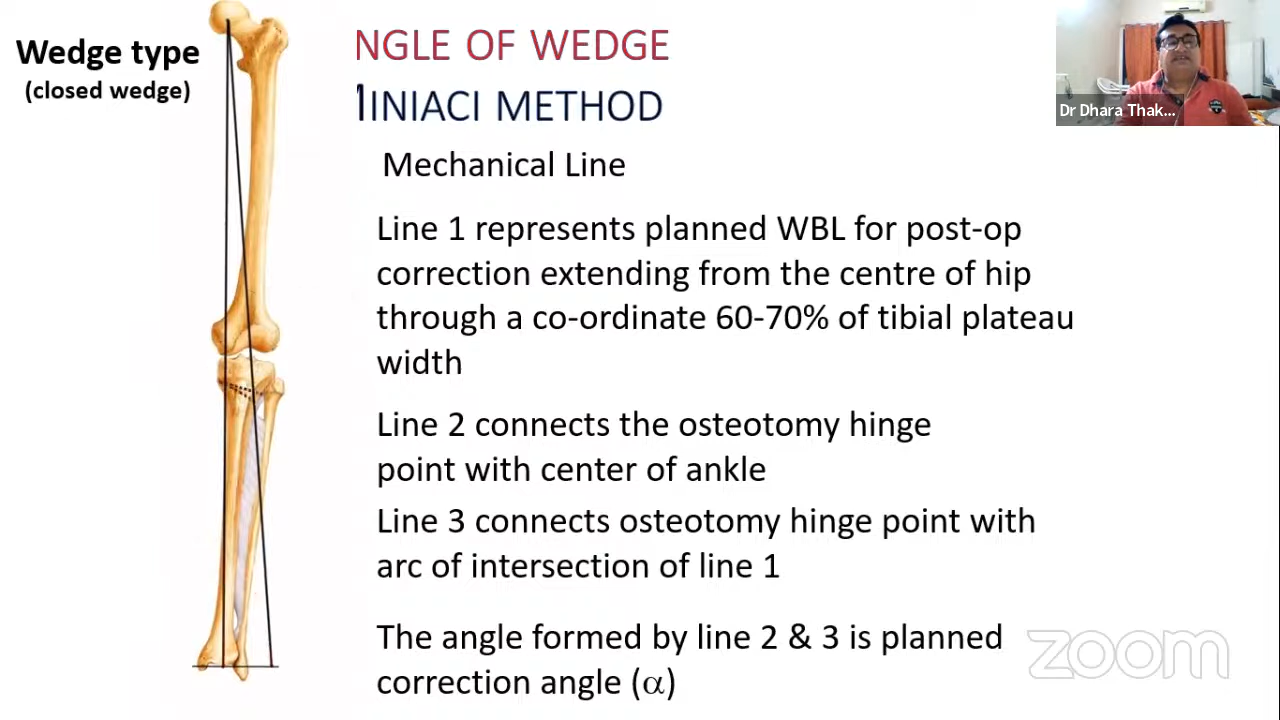 Wedge type
(closed wedge)
NGLE OF WEDGE
INIACI METHOD
Mechanical Line
Line 1 represents planned WBL for post-op
correction extending from the centre of hip
through a co-ordinate 60-70% of tibial plateau
width
Line 2 connects the osteotomy hinge
point with center of ankle
Line 3 connects osteotomy hinge point with
arc of intersection of line 1
The angle formed by line 2 & 3 is planned
correction angle (α)
Dr Dhara Thak...
zoom